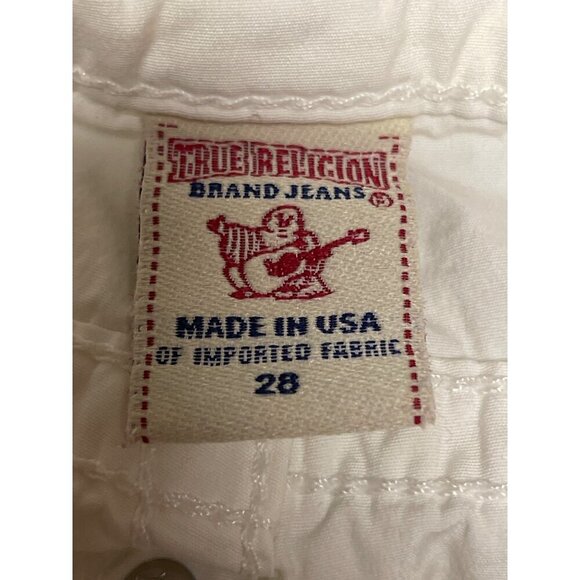 TRUE RELIGION
BRAND JEANS ®
MADE IN USA
OF IMPORTED FABRIC
28